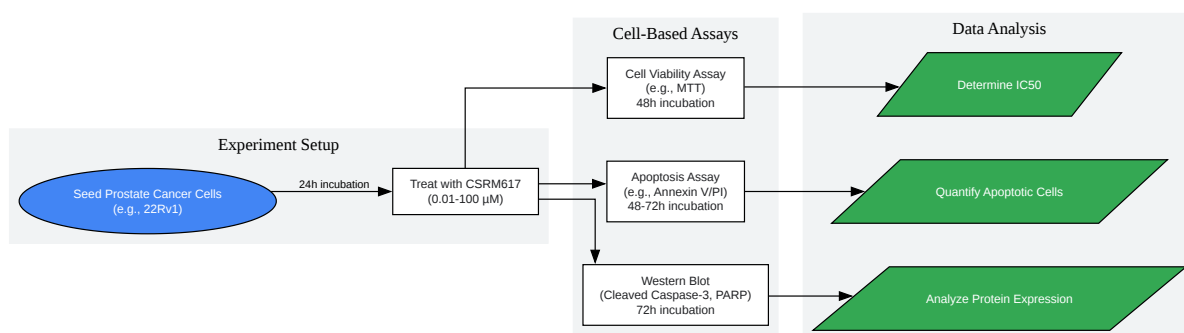 Experiment Setup
Seed Prostate Cancer Cells
(e.g., 22Rv1)
24h incubation
Treat with CSRM617
(0.01-100 µM)
Cell-Based Assays
Cell Viability Assay
(e.g., MTT)
48h incubation
Apoptosis Assay
(e.g., Annexin V/PI)
48-72h incubation
Western Blot
(Cleaved Caspase-3, PARP)
72h incubation
Data Analysis
Determine IC50
Quantify Apoptotic Cells
Analyze Protein Expression